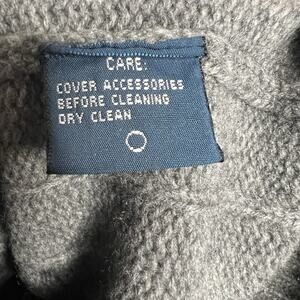 CARE:
COVER ACCESSORIES
BEFORE CLEANING
DRY CLEAN